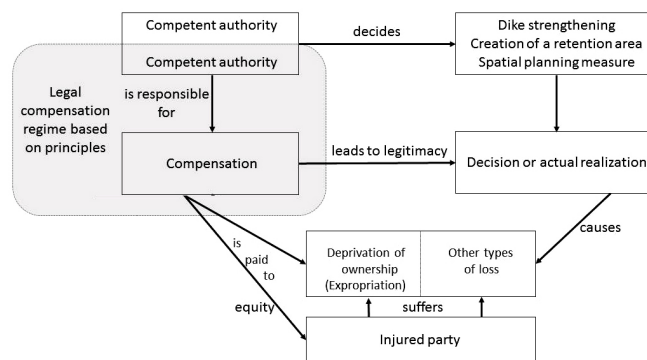 Competent authority
decides
Dike strengthening
Creation of a retention area
Spatial planning measure
Competent authority
Legal
compensation
regime based
on principles
is responsible
for
Compensation
leads to legitimacy
Decision or actual realization
causes
is
paid
to
equity
Deprivation of
ownership
(Expropriation)
Other types
of loss
suffers
Injured party